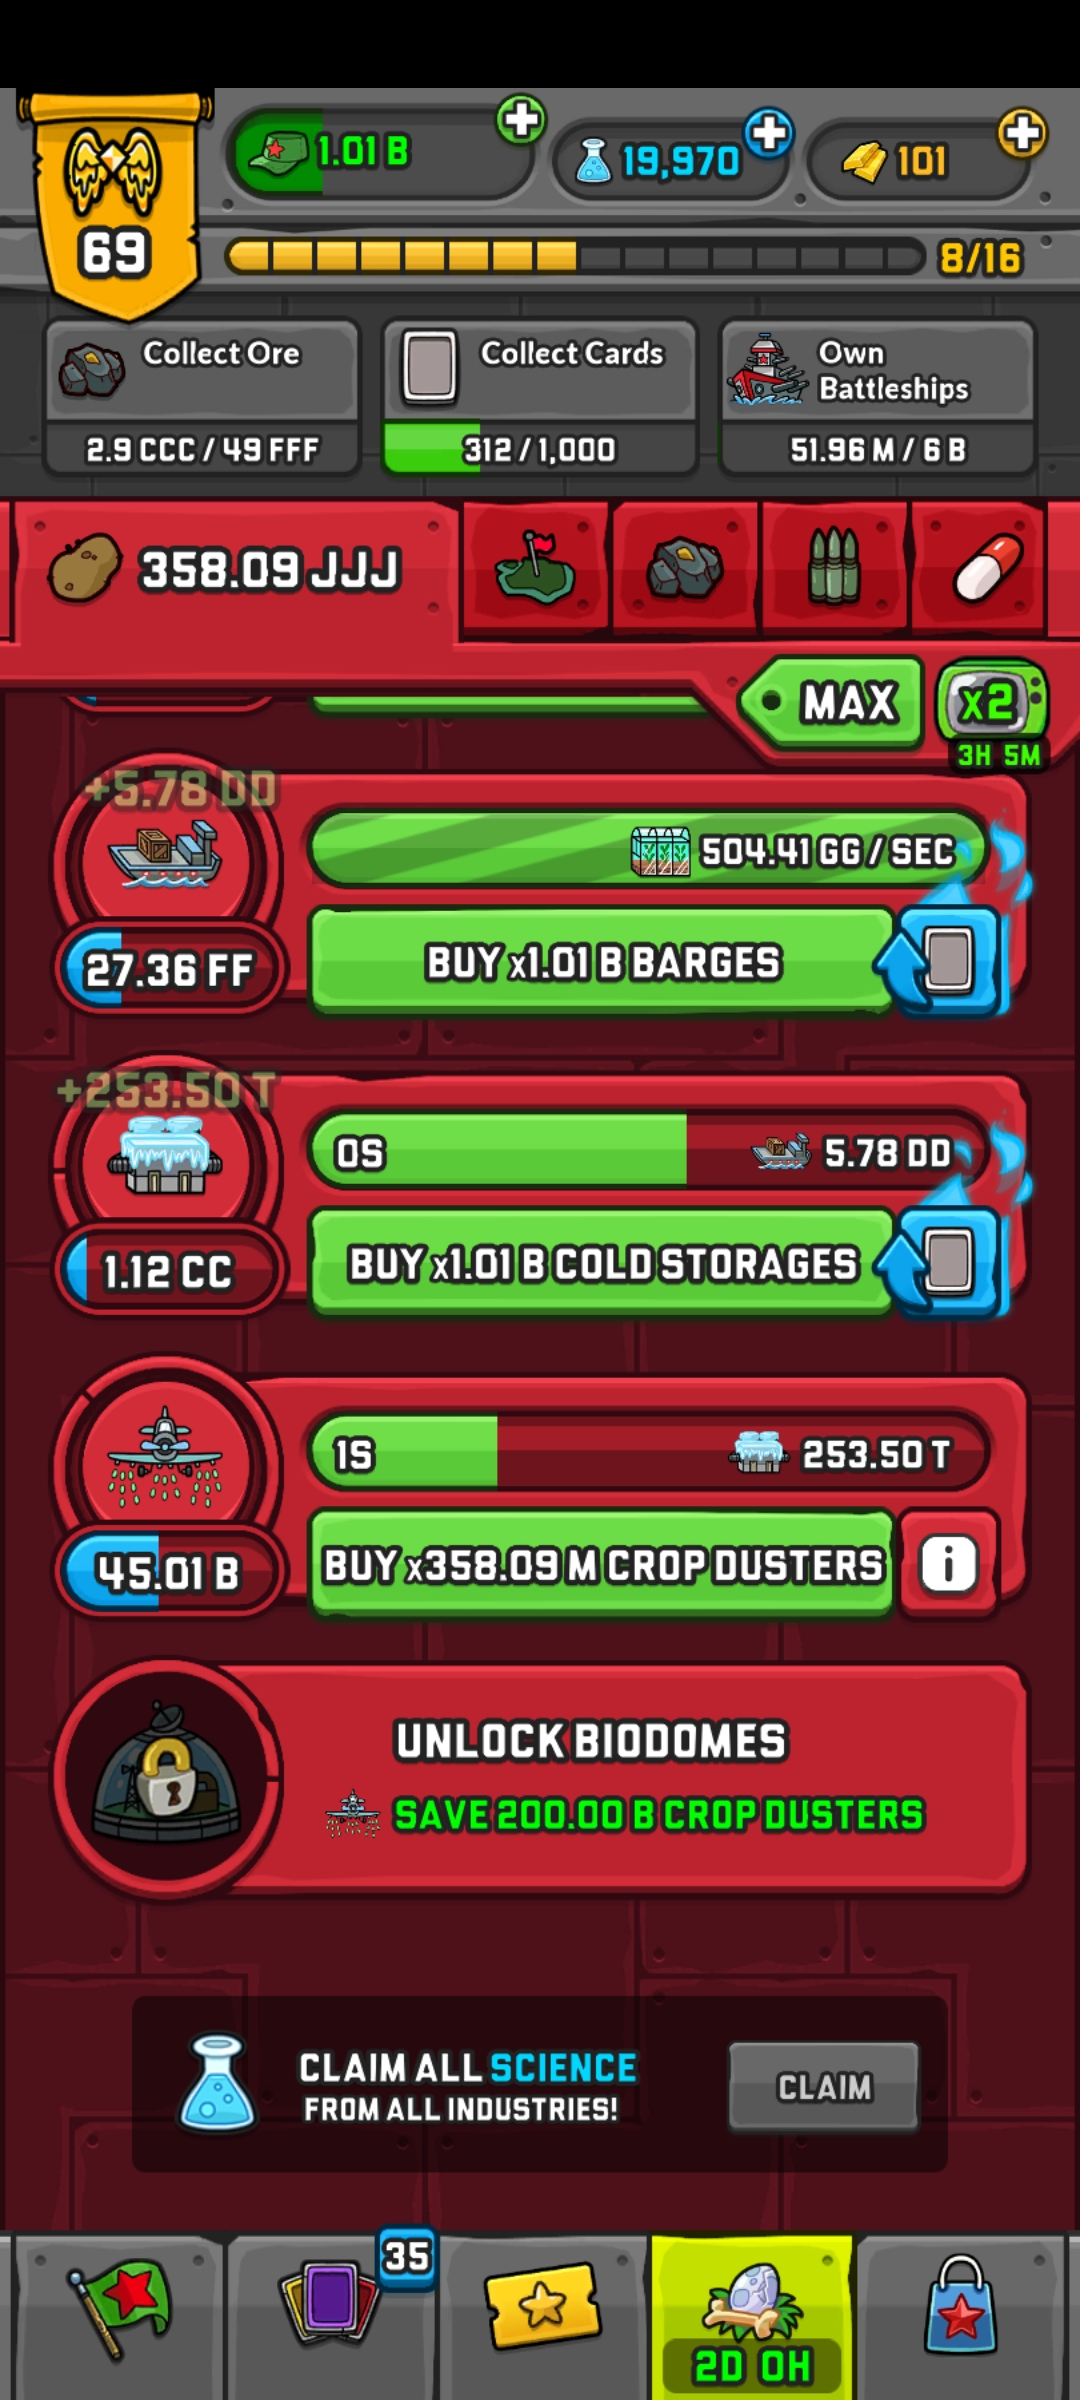 69
1.01 B
19,970
101
8/16
Collect Ore
2.9 CCC / 49 FFF
Collect Cards
312 / 1,000
Own
Battleships
51.96 M / 6 B
358.09 JJJ
MAX
x2
3H 5M
+5.78 DD
504.41 GG / SEC
27.36 FF
BUY x1.01 B BARGES
+253.50 T
0S
5.78 DD
1.12 CC
BUY x1.01 B COLD STORAGES
1S
253.50 T
45.01 B
BUY x358.09 M CROP DUSTERS
i
UNLOCK BIODOMES
SAVE 200.00 B CROP DUSTERS
CLAIM ALL SCIENCE
FROM ALL INDUSTRIES!
CLAIM
35
2D 0H